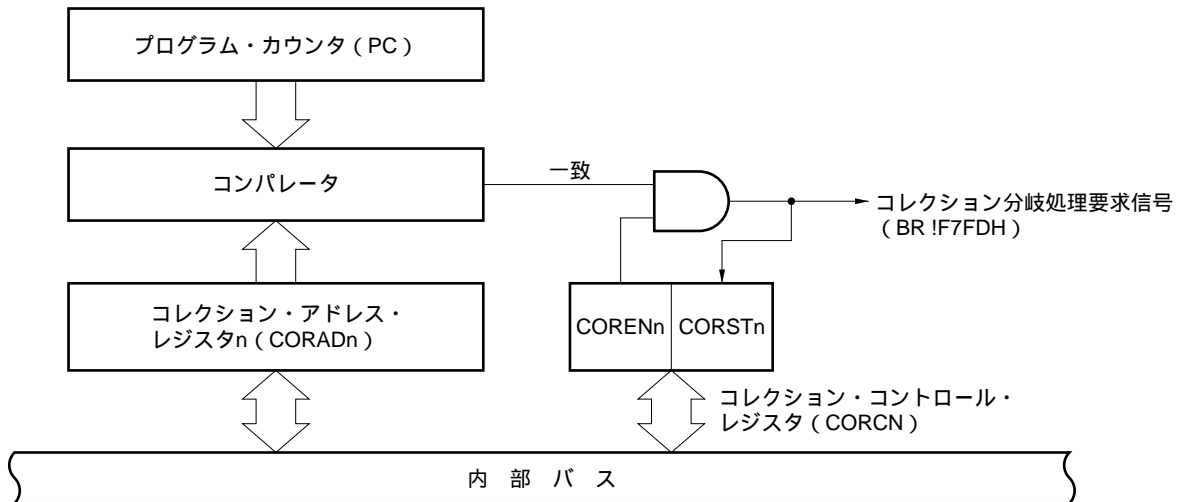 プログラム・カウンタ（PC）
コンパレータ
一致
コレクション分岐処理要求信号
（BR !F7FDH）
コレクション・アドレス・
レジスタn（CORADn）
CORENn
CORSTn
コレクション・コントロール・
レジスタ（CORCN）
内 部 バ ス